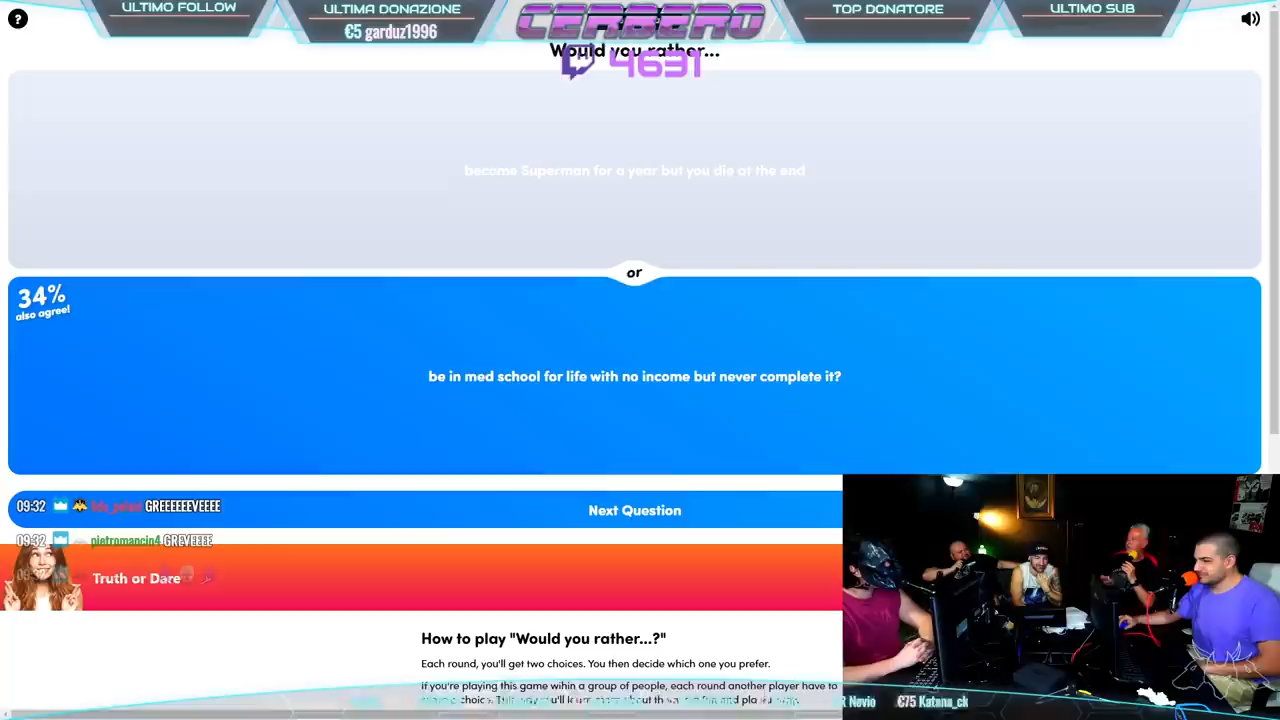 ULTIMO FOLLOW
ULTIMA DONAZIONE
€5 garduz1996
CERBERO
TOP DONATORE
ULTIMO SUB
Would you rather...
4631
become Superman for a year but you die at the end
or
34%
also agree!
be in med school for life with no income but never complete it?
09:32 GREEEEEVEEEE
Next Question
09:32 pietromancin4 GREVEEEE
Truth or Dare
How to play "Would you rather...?"
Each round, you'll get two choices. You then decide which one you prefer.
If you're playing this game wihin a group of people, each round another player have to
Nevio €75 Katana_ck